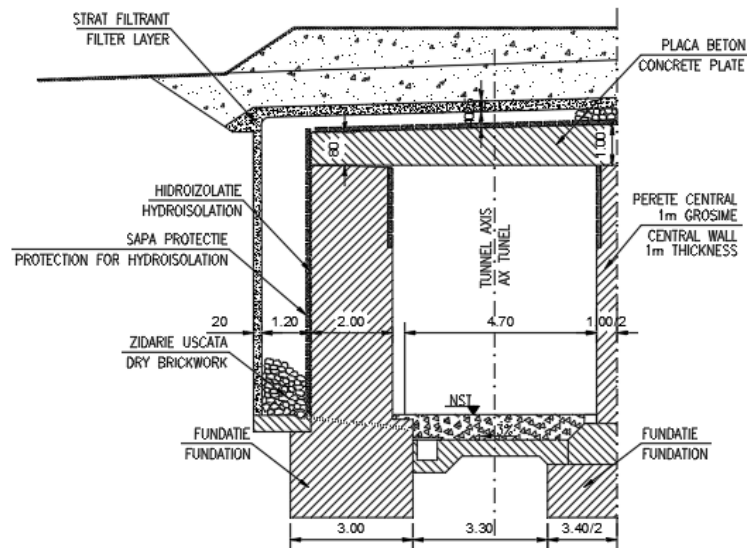 STRAT FILTRANT
FILTER LAYER
PLACA BETON
CONCRETE PLATE
80
1.00
HIDROIZOLATIE
HYDROISOLATION
SAPA PROTECTIE
PROTECTION FOR HYDROISOLATION
TUNNEL AXIS
AX TUNEL
PERETE CENTRAL
1m GROSIME
CENTRAL WALL
1m THICKNESS
20
1.20
2.00
4.70
1.00/2
ZIDARIE USCATA
DRY BRICKWORK
NST
FUNDATIE
FUNDATION
FUNDATIE
FUNDATION
3.00
3.30
3.40/2